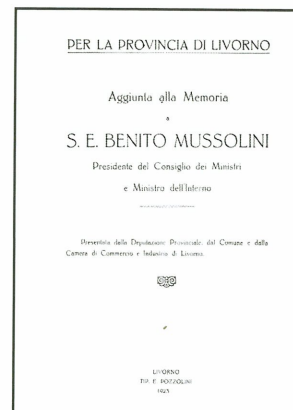 PER LA PROVINCIA DI LIVORNO
Aggiunta alla Memoria
a
S. E. BENITO MUSSOLINI
Presidente del Consiglio dei Ministri
e Ministro dell'Interno
Presentata dalla Deputazione Provinciale, dal Comune e dalla
Camera di Commercio e Industria di Livorno.
LIVORNO
TIP. E. POZZOLINI